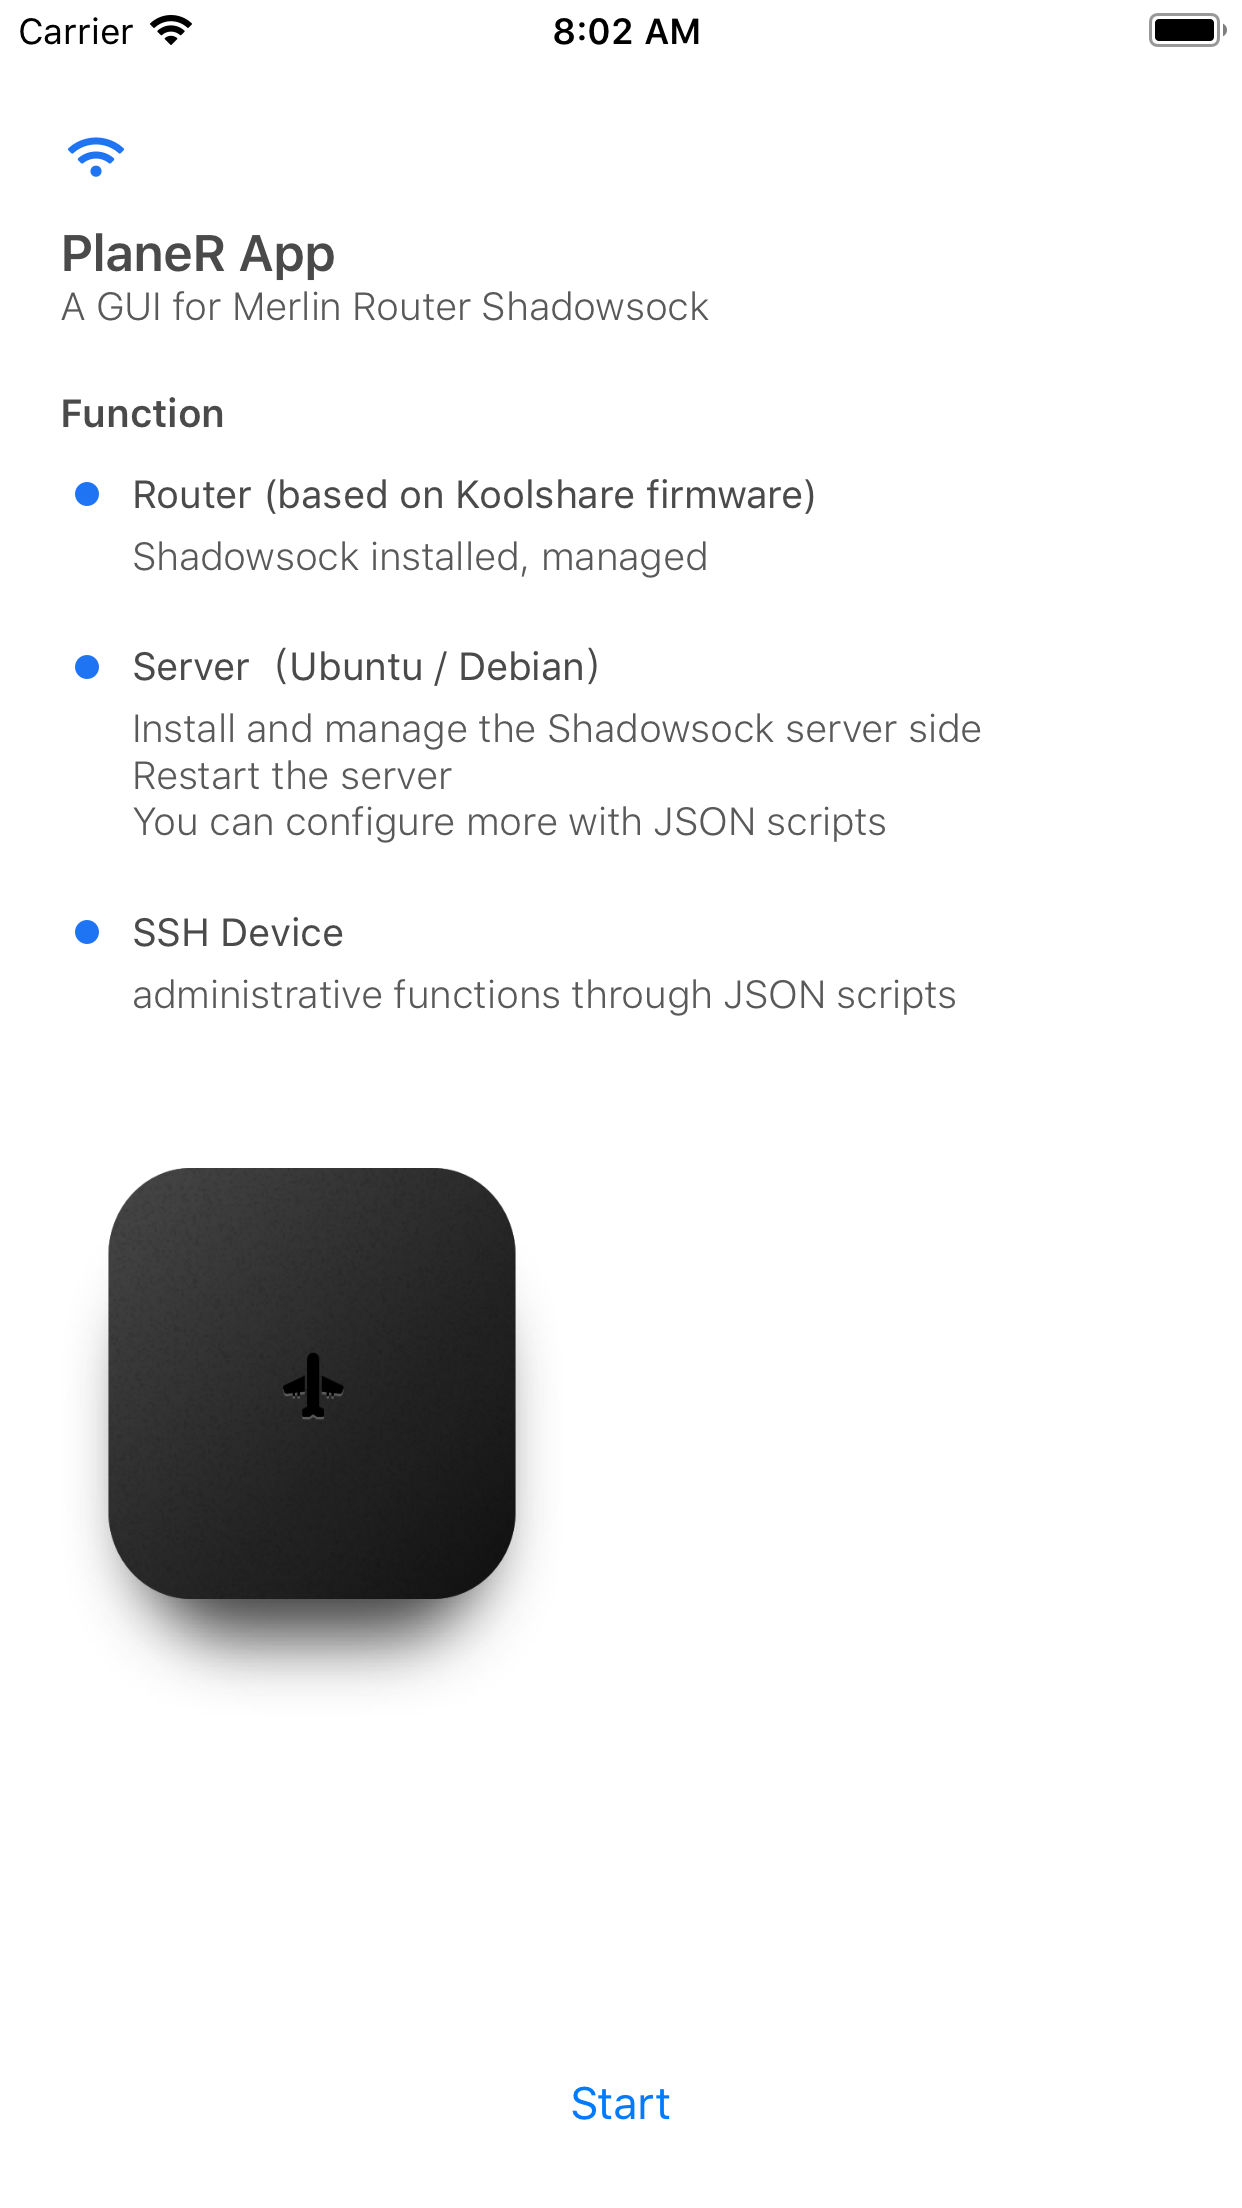 Carrier
8:02 AM
PlaneR App
A GUI for Merlin Router Shadowsock
Function
Router (based on Koolshare firmware)
Shadowsock installed, managed
Server（Ubuntu / Debian）
Install and manage the Shadowsock server side
Restart the server
You can configure more with JSON scripts
SSH Device
administrative functions through JSON scripts
Start